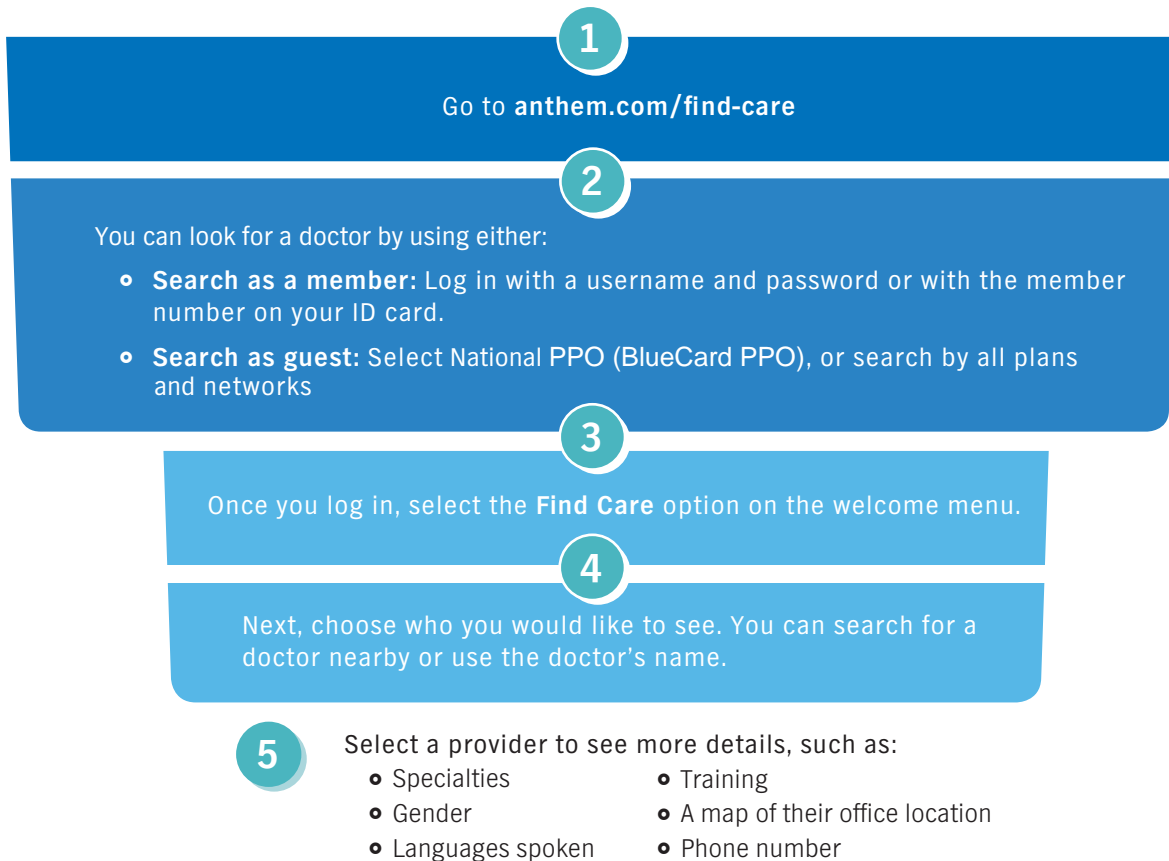 1
Go to anthem.com/find-care
2
You can look for a doctor by using either:
Search as a member: Log in with a username and password or with the member
number on your ID card.
Search as guest: Select National PPO (BlueCard PPO), or search by all plans
and networks
3
Once you log in, select the Find Care option on the welcome menu.
4
Next, choose who you would like to see. You can search for a
doctor nearby or use the doctor's name.
5
Select a provider to see more details, such as:
Specialties
Gender
Languages spoken
Training
A map of their office location
Phone number